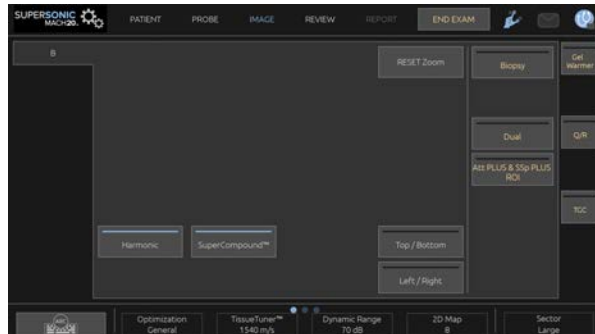 SUPERSONIC
MACH20.
PATIENT
PROBE
IMAGE
REVIEW
REPORT
END EXAM
B
RESET Zoom
Biopsy
Gel
Warmer
Dual
Q/R
Att PLUS & SSp PLUS
ROI
TGC
Harmonic
SuperCompound™
Top / Bottom
Left / Right
Optimization
General
TissueTuner™
1540 m/s
Dynamic Range
70 dB
2D Map
8
Sector
Large